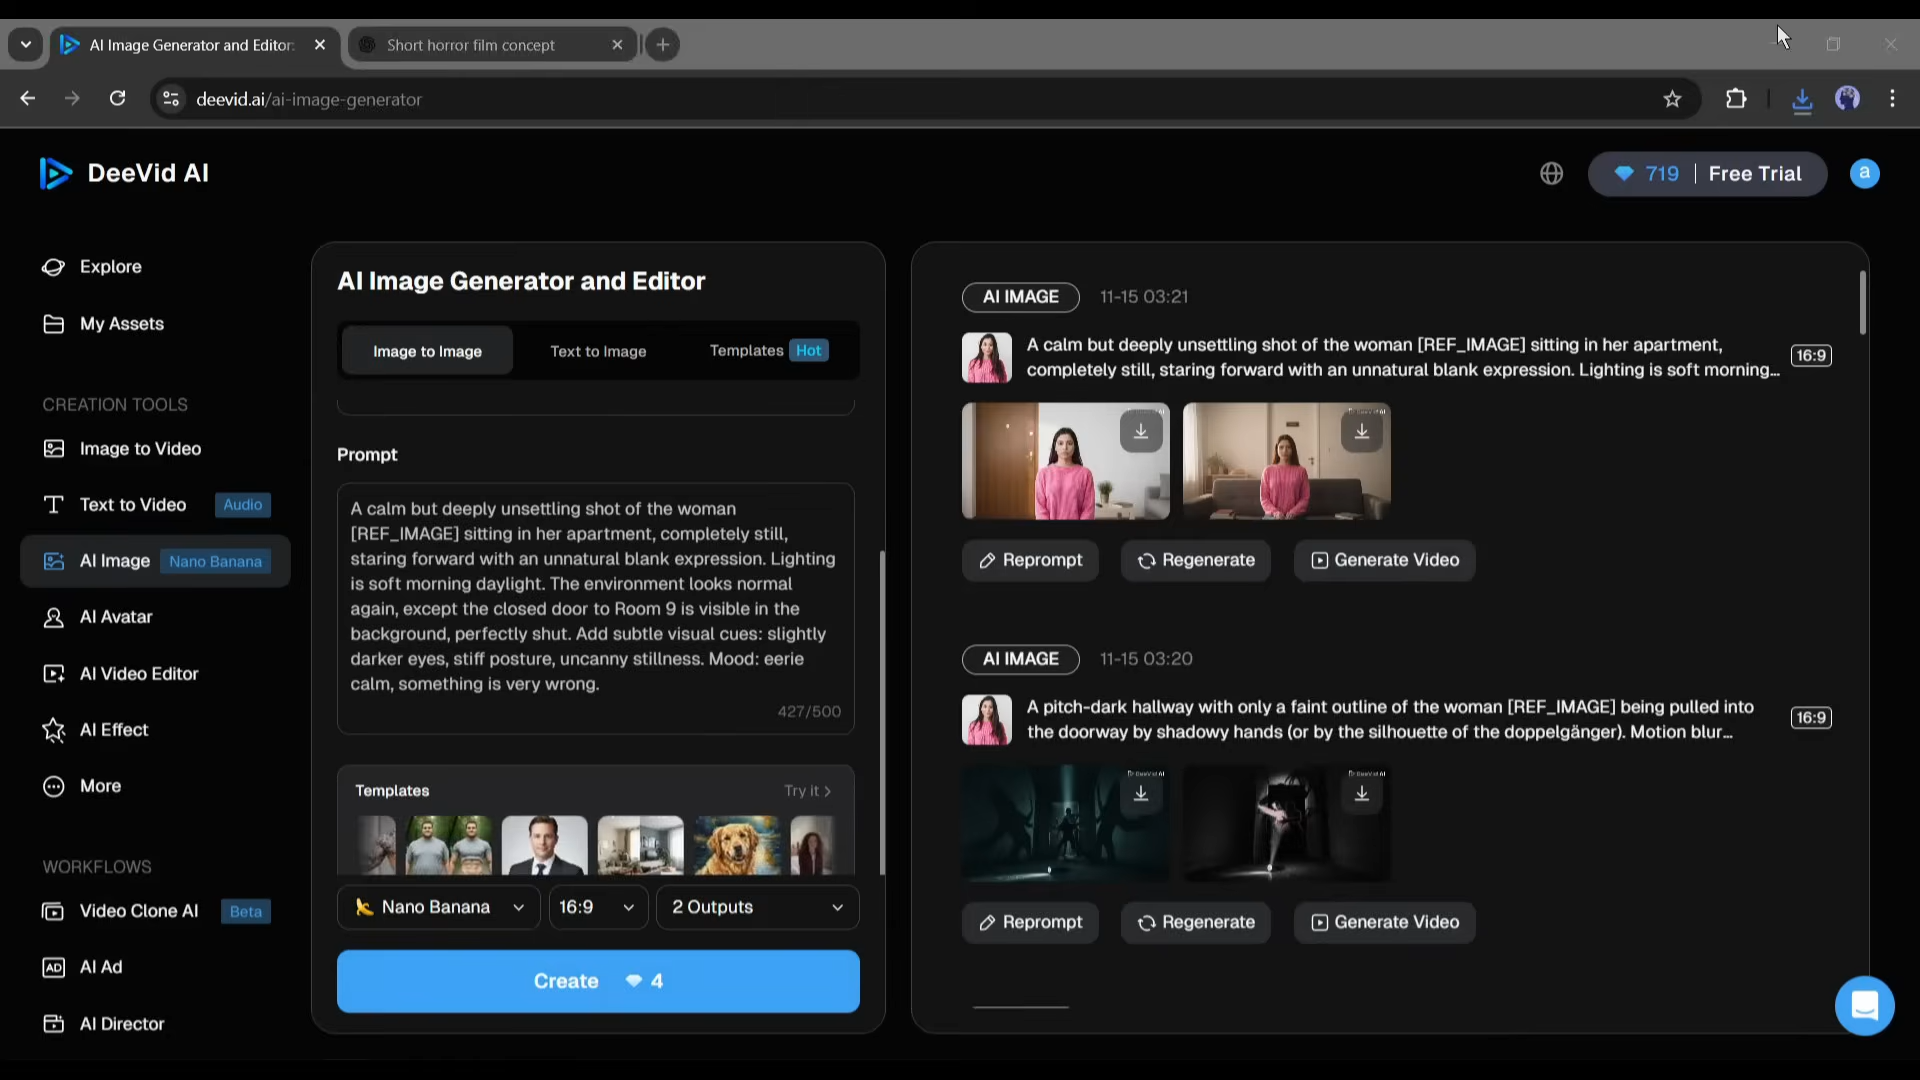 AI Image Generator and Editor:
Short horror film concept
deevid.ai/ai-image-generator
DeeVid AI
719 | Free Trial
a
Explore
My Assets
CREATION TOOLS
Image to Video
Text to Video Audio
AI Image Nano Banana
AI Avatar
AI Video Editor
AI Effect
More
WORKFLOWS
Video Clone AI Beta
AD AI Ad
AI Director
AI Image Generator and Editor
Image to Image Text to Image Templates Hot
Prompt
A calm but deeply unsettling shot of the woman
[REF_IMAGE] sitting in her apartment, completely still,
staring forward with an unnatural blank expression. Lighting
is soft morning daylight. The environment looks normal
again, except the closed door to Room 9 is visible in the
background, perfectly shut. Add subtle visual cues: slightly
darker eyes, stiff posture, uncanny stillness. Mood: eerie
calm, something is very wrong.
427/500
Templates Try it >
Nano Banana 16:9 2 Outputs
Create 4
AI IMAGE 11-15 03:21
A calm but deeply unsettling shot of the woman [REF_IMAGE] sitting in her apartment,
completely still, staring forward with an unnatural blank expression. Lighting is soft morning...
16:9
Reprompt Regenerate Generate Video
AI IMAGE 11-15 03:20
A pitch-dark hallway with only a faint outline of the woman [REF_IMAGE] being pulled into
the doorway by shadowy hands (or by the silhouette of the doppelgänger). Motion blur...
16:9
DeeVid AI
DeeVid AI
Reprompt Regenerate Generate Video